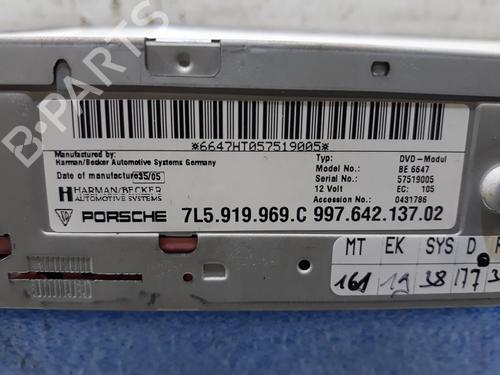 B-PARTS
*6647HT057519005*
Manufactured by:
Harman/Becker Automotive Systems Germany
Date of manufacture 035/05
HARMAN/BECKER
AUTOMOTIVE SYSTEMS
Typ: DVD-Modul
Model No.: BE 6647
Serial No.: 57519005
12 Volt EC: 105
Accession No.: 0431786
PORSCHE 7L5.919.969.C 997.642.137.02
MT EK SYS D
161 19 38 177 3